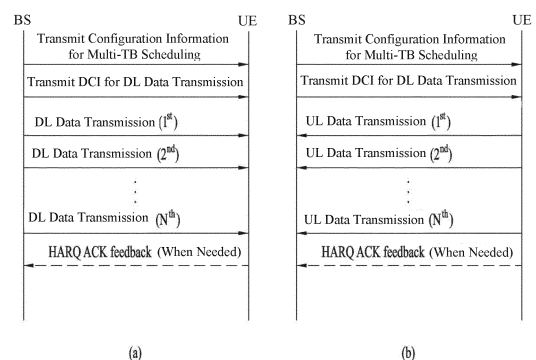 BS UE
Transmit Configuration Information
for Multi-TB Scheduling
Transmit DCI for DL Data Transmission
DL Data Transmission (1st)
DL Data Transmission (2nd)
DL Data Transmission (Nth)
HARQ ACK feedback (When Needed)
(a)
BS UE
Transmit Configuration Information
for Multi-TB Scheduling
Transmit DCI for DL Data Transmission
UL Data Transmission (1st)
UL Data Transmission (2nd)
UL Data Transmission (Nth)
HARQ ACK feedback (When Needed)
(b)